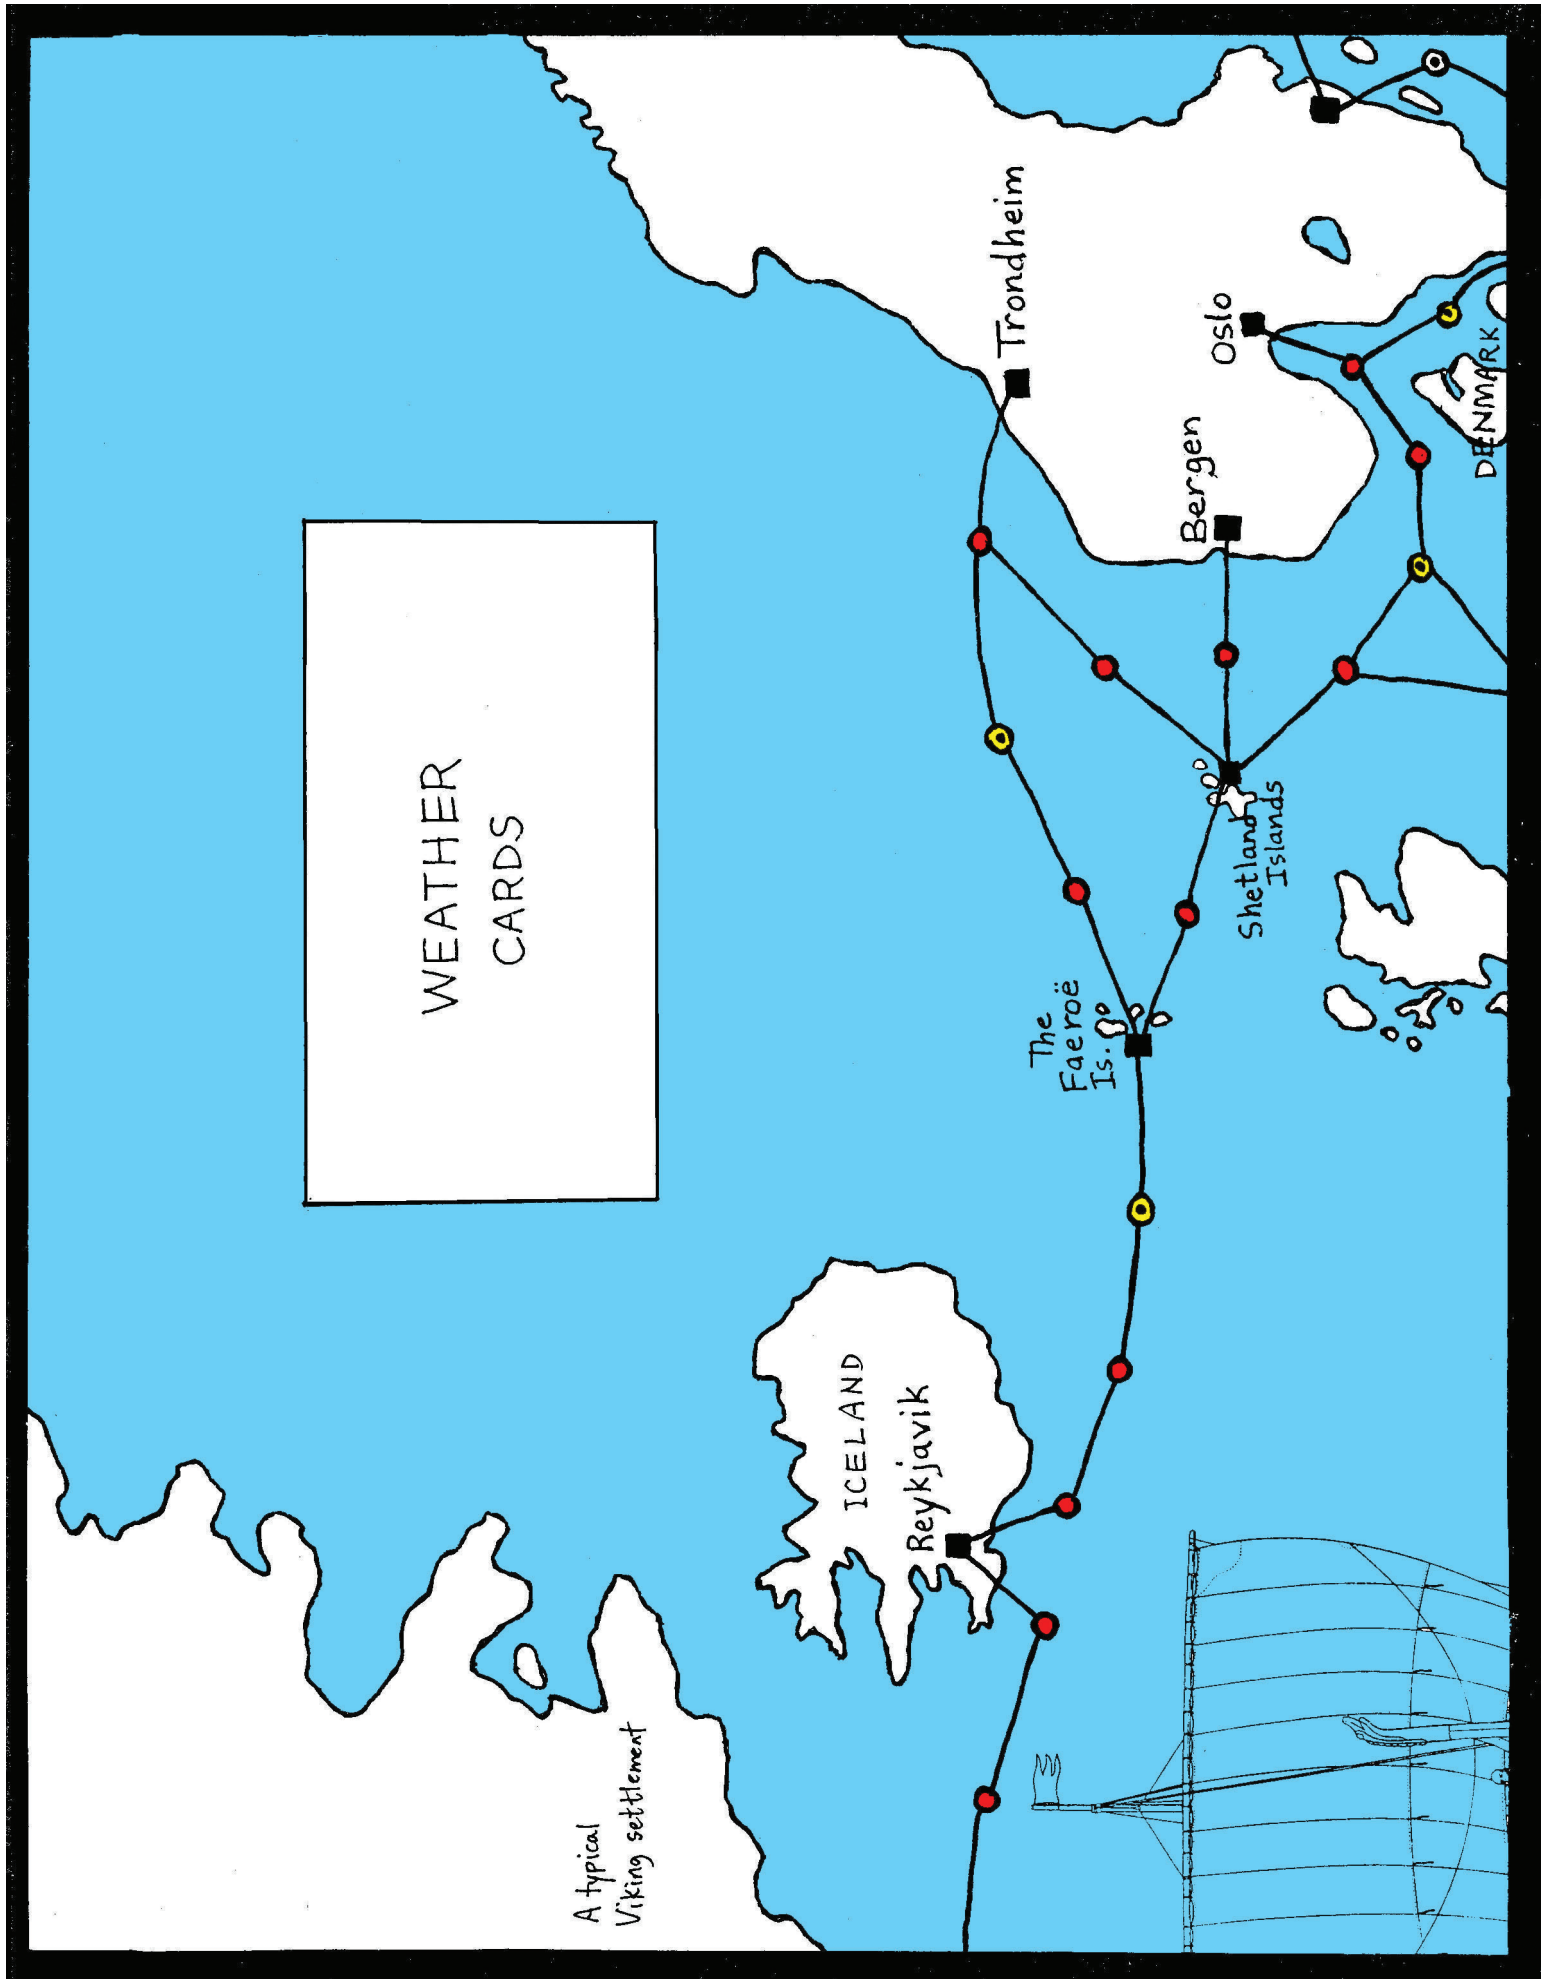 WEATHER
CARDS
Trondheim
Oslo
Bergen
DENMARK
Shetland
Islands
The
Faeroë
Is.
ICELAND
Reykjavik
A typical
Viking settlement